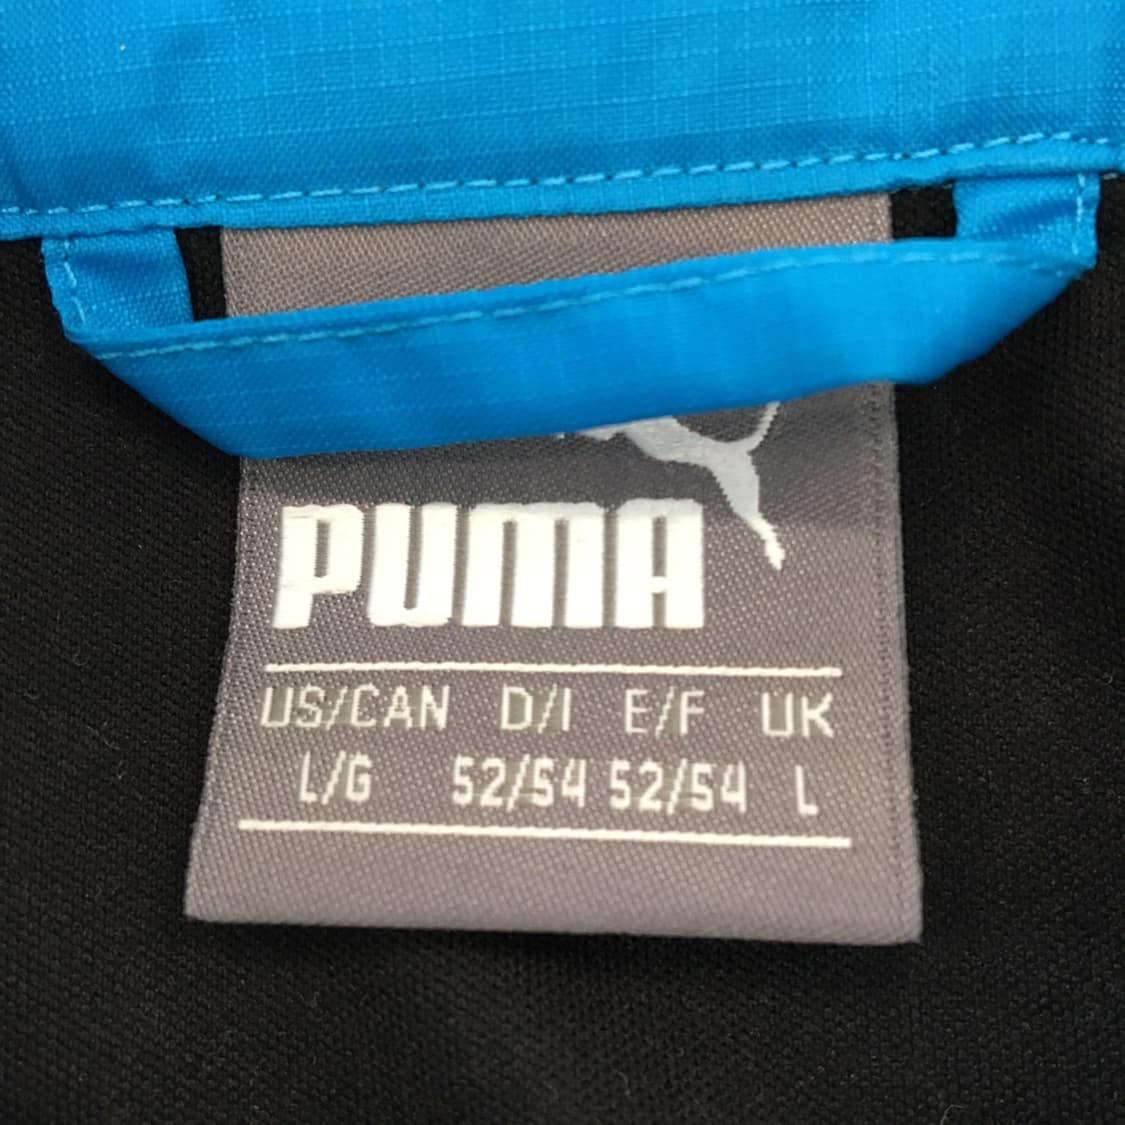 PUMA
US/CAN D/I E/F UK
L/G 52/54 52/54 L